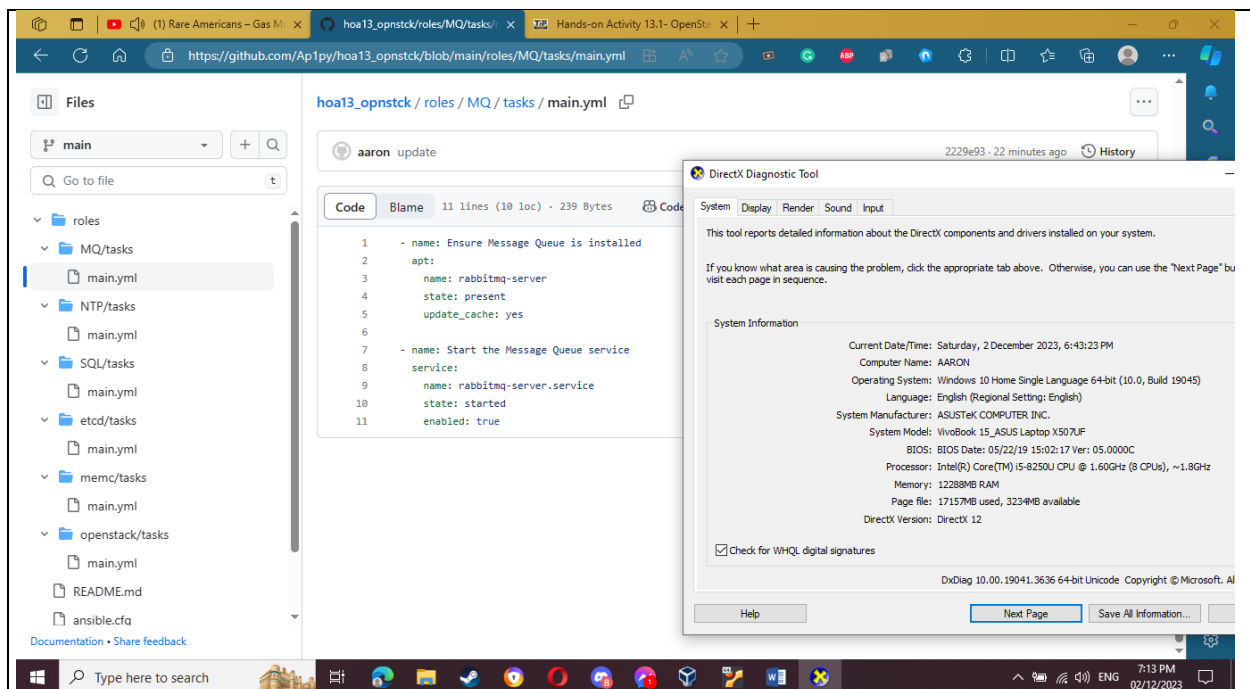 (1) Rare Americans – Gas M
hoa13_opnstck/roles/MQ/tasks/
Hands-on Activity 13.1- OpenSta
https://github.com/Ap1py/hoa13_opnstck/blob/main/roles/MQ/tasks/main.yml
Files
main
Go to file
t
roles
MQ/tasks
main.yml
NTP/tasks
main.yml
SQL/tasks
main.yml
etcd/tasks
main.yml
memc/tasks
main.yml
openstack/tasks
main.yml
README.md
ansible.cfg
Documentation • Share feedback
hoa13_opnstck / roles / MQ / tasks / main.yml
aaron update
2229e93 · 22 minutes ago
History
Code Blame 11 lines (10 loc) · 239 Bytes
Code
1 - name: Ensure Message Queue is installed
2 apt:
3 name: rabbitmq-server
4 state: present
5 update_cache: yes
6
7 - name: Start the Message Queue service
8 service:
9 name: rabbitmq-server.service
10 state: started
11 enabled: true
DirectX Diagnostic Tool
System Display Render Sound Input
This tool reports detailed information about the DirectX components and drivers installed on your system.
If you know what area is causing the problem, click the appropriate tab above. Otherwise, you can use the "Next Page" bu
visit each page in sequence.
System Information
Current Date/Time: Saturday, 2 December 2023, 6:43:23 PM
Computer Name: AARON
Operating System: Windows 10 Home Single Language 64-bit (10.0, Build 19045)
Language: English (Regional Setting: English)
System Manufacturer: ASUSTeK COMPUTER INC.
System Model: VivoBook 15_ASUS Laptop X507UF
BIOS: BIOS Date: 05/22/19 15:02:17 Ver: 05.0000C
Processor: Intel(R) Core(TM) i5-8250U CPU @ 1.60GHz (8 CPUs), ~1.8GHz
Memory: 12288MB RAM
Page file: 17157MB used, 3234MB available
DirectX Version: DirectX 12
Check for WHQL digital signatures
DxDiag 10.00.19041.3636 64-bit Unicode Copyright © Microsoft. Al
Help
Next Page
Save All Information...
Type here to search
ENG
7:13 PM
02/12/2023